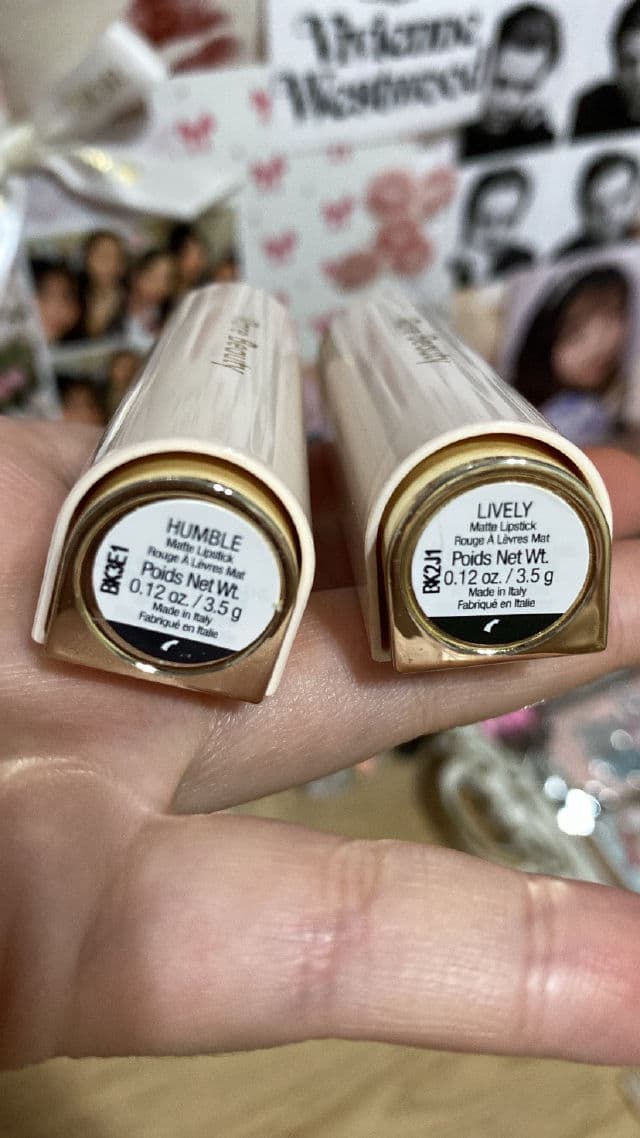 Vivienne
Westwood
Rare Beauty
HUMBLE
Matte Lipstick
Rouge À Lèvres Mat
Poids Net Wt.
0.12 oz. / 3.5 g
Made in Italy
Fabriqué en Italie
BK3E1
Rare Beauty
LIVELY
Matte Lipstick
Rouge À Lèvres Mat
Poids Net Wt.
0.12 oz. / 3.5 g
Made in Italy
Fabriqué en Italie
BK2J1